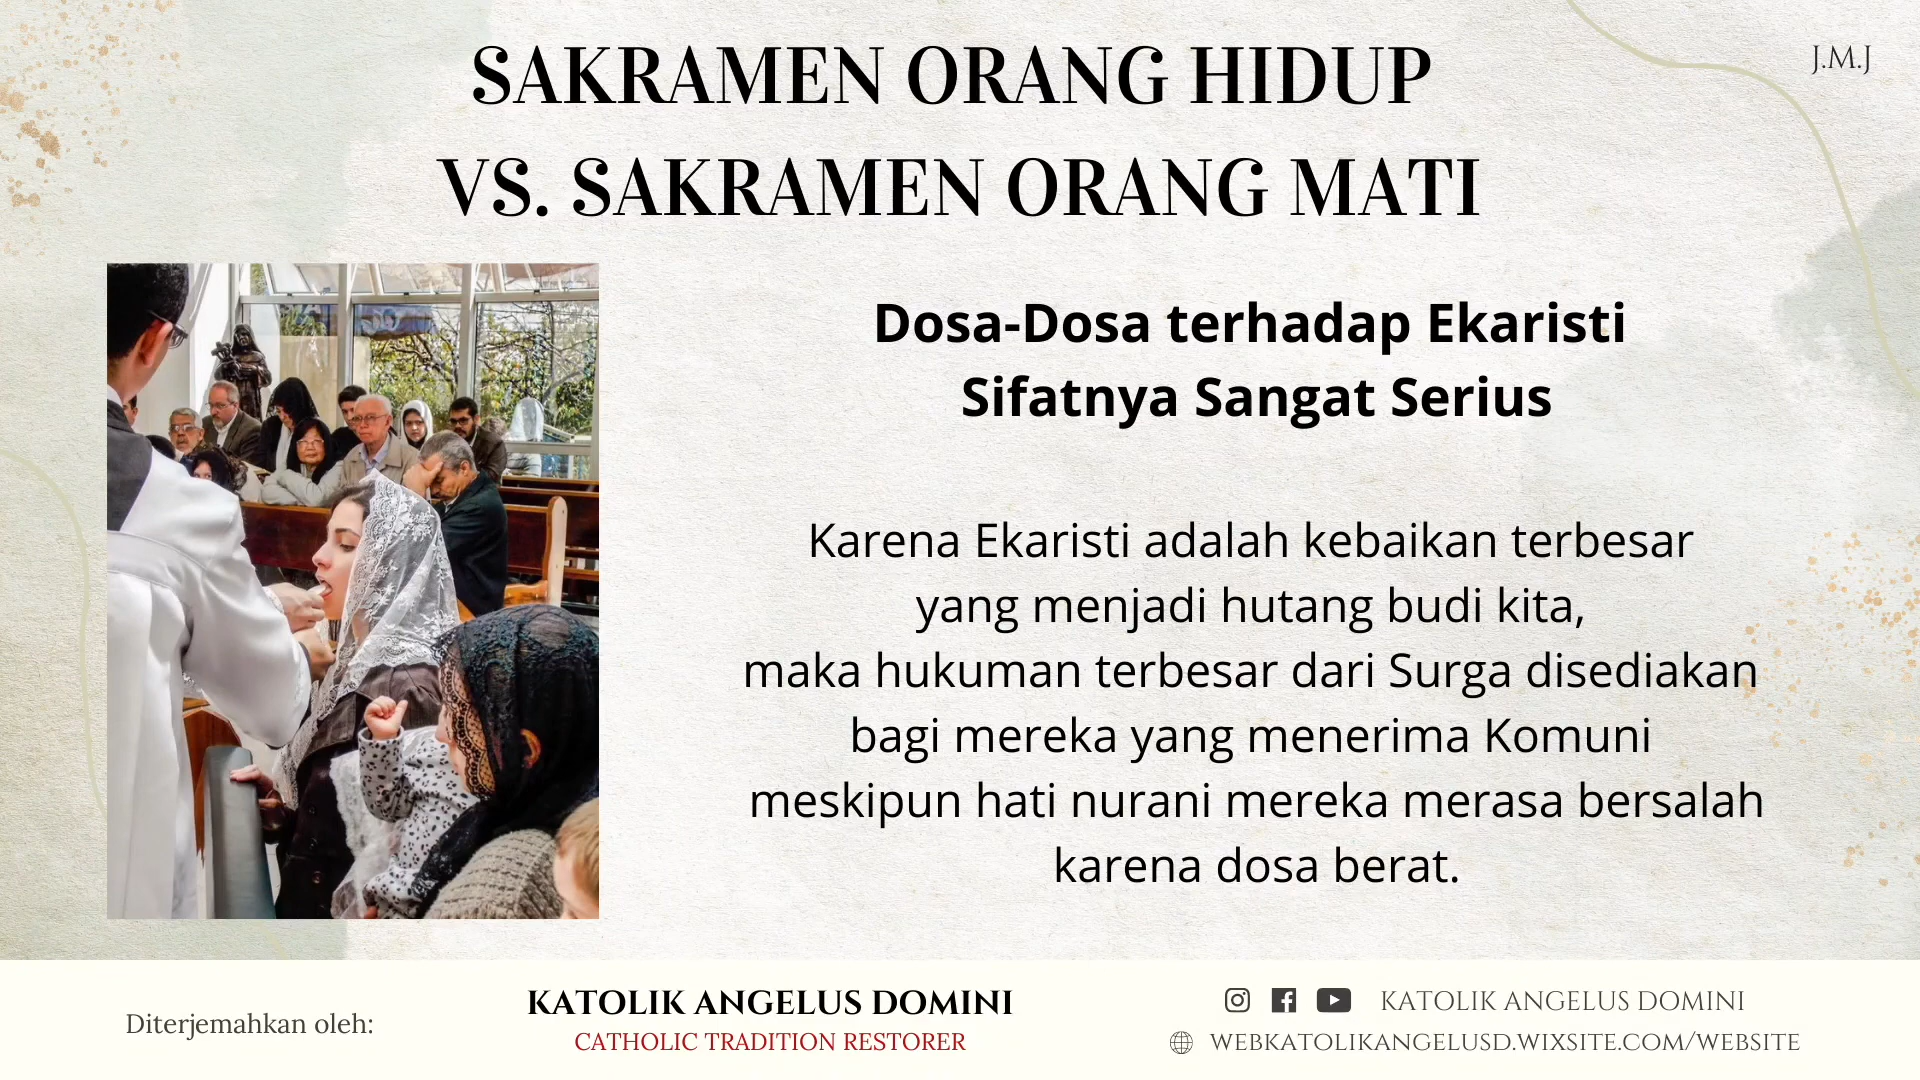 SAKRAMEN ORANG HIDUP
VS. SAKRAMEN ORANG MATI
J.M.J
Dosa-Dosa terhadap Ekaristi
Sifatnya Sangat Serius
Karena Ekaristi adalah kebaikan terbesar
yang menjadi hutang budi kita,
maka hukuman terbesar dari Surga disediakan
bagi mereka yang menerima Komuni
meskipun hati nurani mereka merasa bersalah
karena dosa berat.
Diterjemahkan oleh:
KATOLIK ANGELUS DOMINI
CATHOLIC TRADITION RESTORER
KATOLIK ANGELUS DOMINI
WEBKATOLIKANGELUSD.WIXSITE.COM/WEBSITE